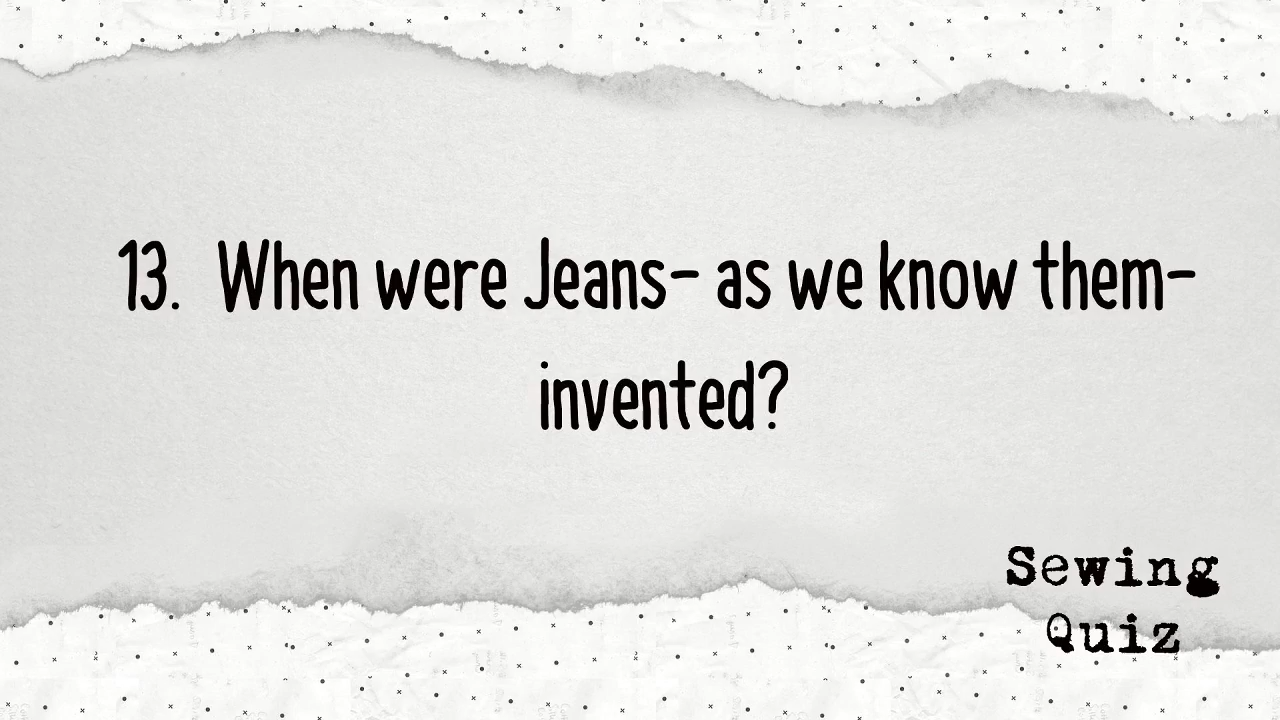 13. When were Jeans- as we know them-
invented?
Sewing
Quiz